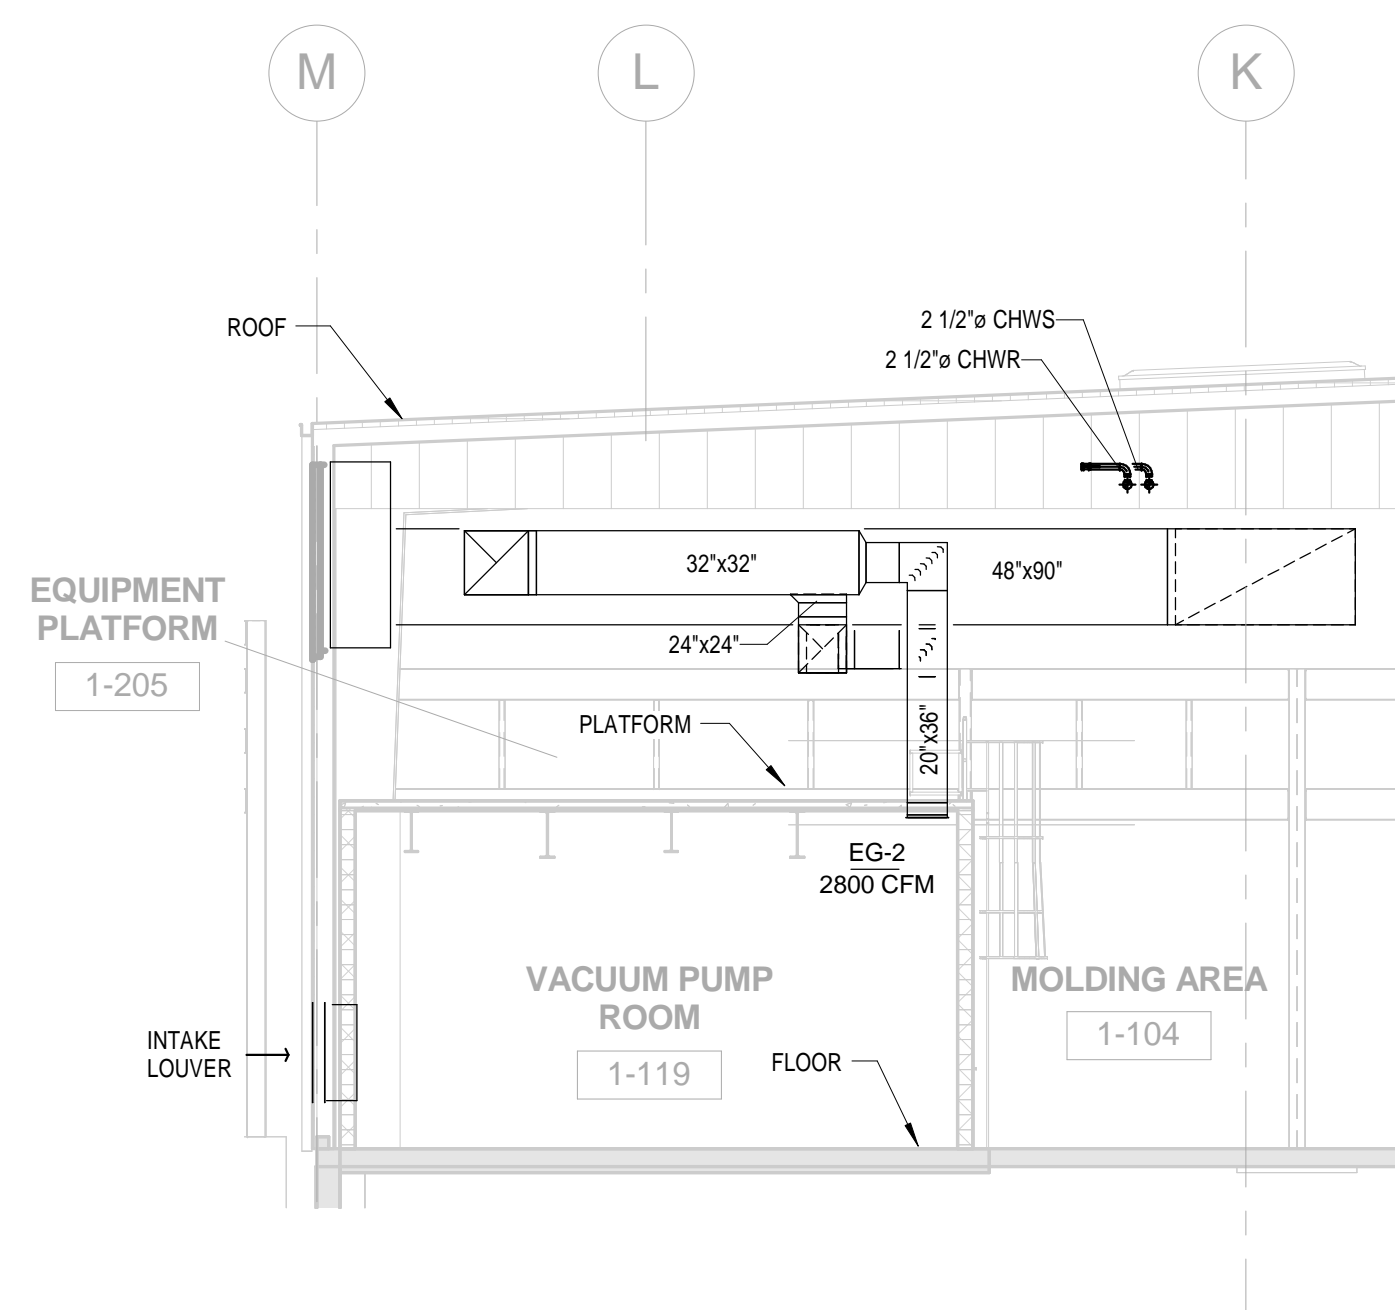 M
L
K
ROOF
2 1/2"ø CHWS
2 1/2"ø CHWR
32"x32"
48"x90"
EQUIPMENT
PLATFORM
1-205
24"x24"
PLATFORM
20"x36"
EG-2
2800 CFM
VACUUM PUMP
ROOM
1-119
MOLDING AREA
1-104
INTAKE
LOUVER
FLOOR